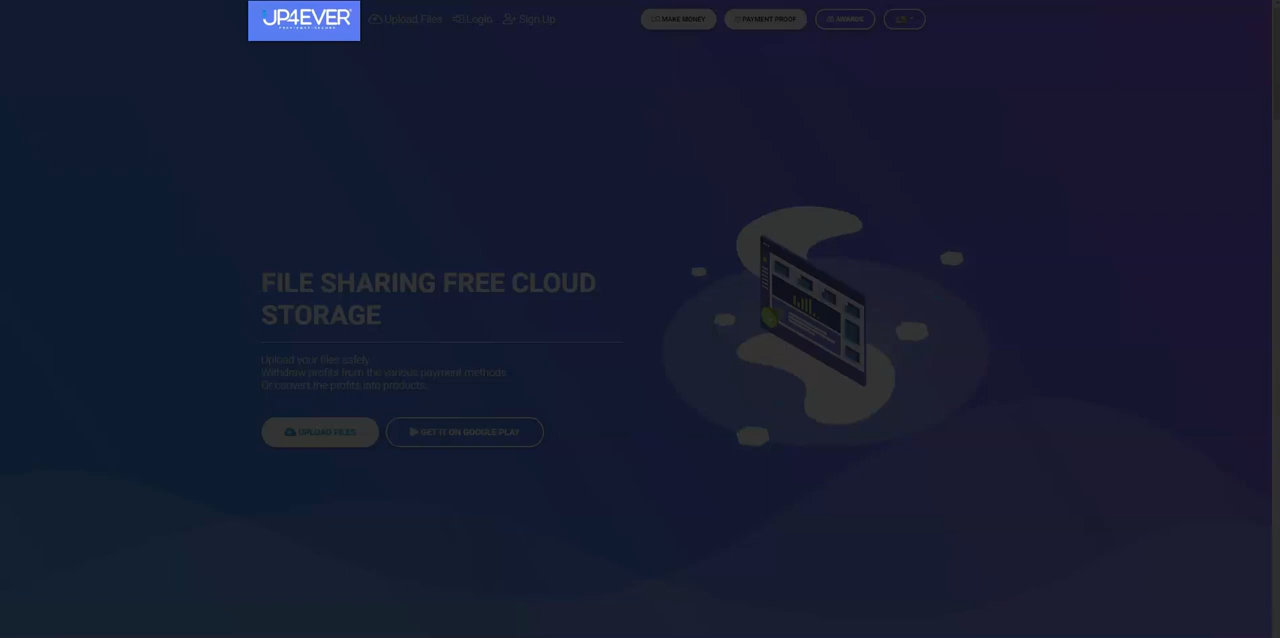 UP4EVER
Upload Files
Login
Sign Up
MAKE MONEY
PAYMENT PROOF
AWARDS
EN
FILE SHARING FREE CLOUD
STORAGE
Upload your files safely.
Withdraw profits from the various payment methods.
Or convert the profits into products.
UPLOAD FILES
GET IT ON GOOGLE PLAY